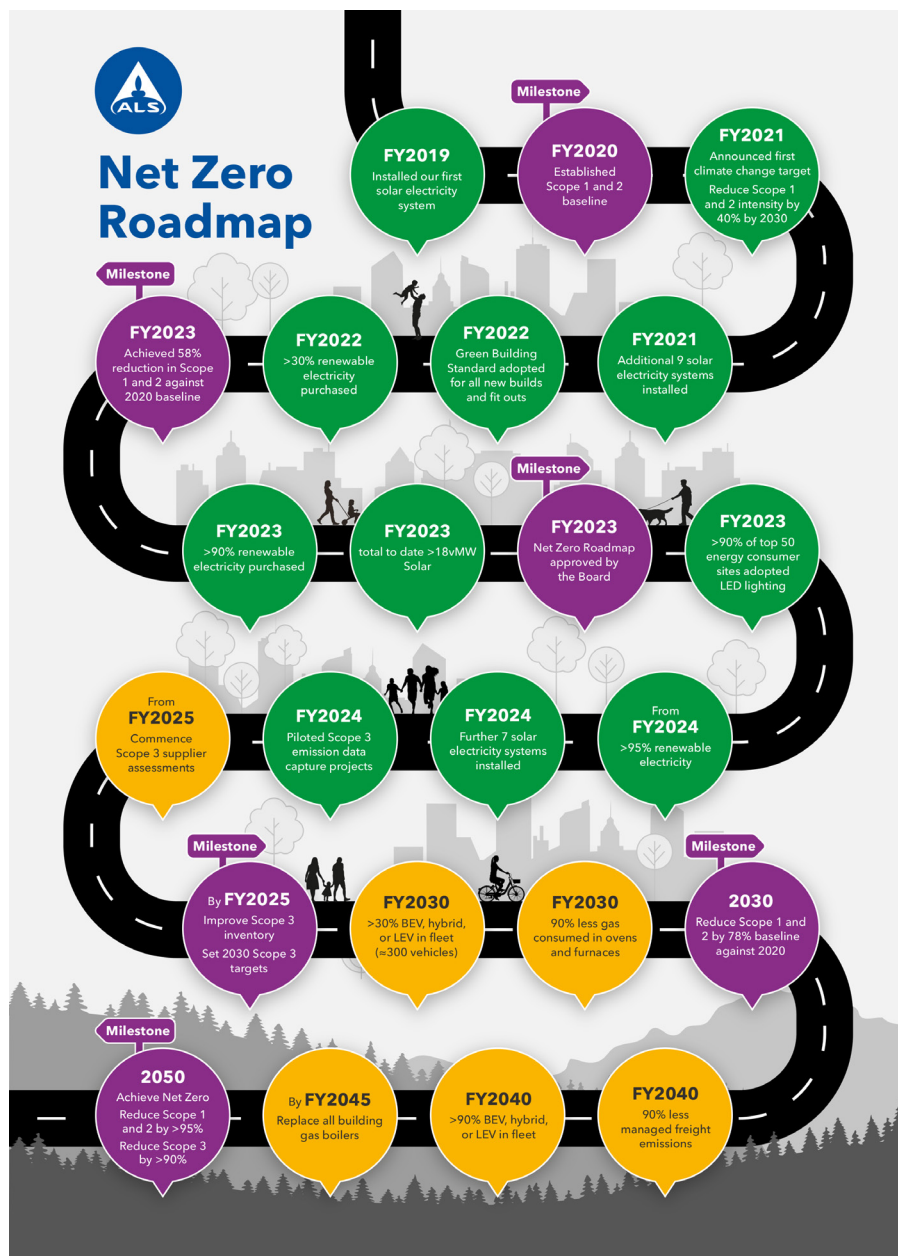 ALS
Net Zero
Roadmap
FY2019
Installed our first
solar electricity
system
Milestone
FY2020
Established
Scope 1 and 2
baseline
FY2021
Announced first
climate change target
Reduce Scope 1
and 2 intensity by
40% by 2030
Milestone
FY2023
Achieved 58%
reduction in Scope
1 and 2 against
2020 baseline
FY2022
>30% renewable
electricity
purchased
FY2022
Green Building
Standard adopted
for all new builds
and fit outs
FY2021
Additional 9 solar
electricity systems
installed
FY2023
>90% renewable
electricity purchased
FY2023
total to date >18vMW
Solar
Milestone
FY2023
Net Zero Roadmap
approved by
the Board
FY2023
>90% of top 50
energy consumer
sites adopted
LED lighting
From
FY2025
Commence
Scope 3 supplier
assessments
FY2024
Piloted Scope 3
emission data
capture projects
FY2024
Further 7 solar
electricity systems
installed
From
FY2024
>95% renewable
electricity
Milestone
By FY2025
Improve Scope 3
inventory
Set 2030 Scope 3
targets
FY2030
>30% BEV, hybrid,
or LEV in fleet
(≈300 vehicles)
FY2030
90% less gas
consumed in ovens
and furnaces
Milestone
2030
Reduce Scope 1 and
2 by 78% baseline
against 2020
Milestone
2050
Achieve Net Zero
Reduce Scope 1
and 2 by >95%
Reduce Scope 3
by >90%
By FY2045
Replace all building
gas boilers
FY2040
>90% BEV, hybrid,
or LEV in fleet
FY2040
90% less
managed freight
emissions